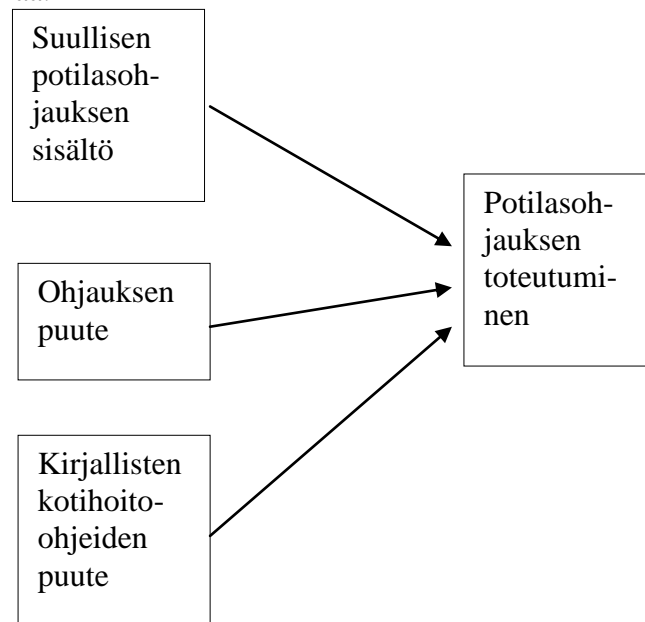 Suullisen
potilasoh-
jauksen
sisältö
Ohjauksen
puute
Kirjallisten
kotihoito-
ohjeiden
puute
Potilasoh-
jauksen
toteutumi-
nen